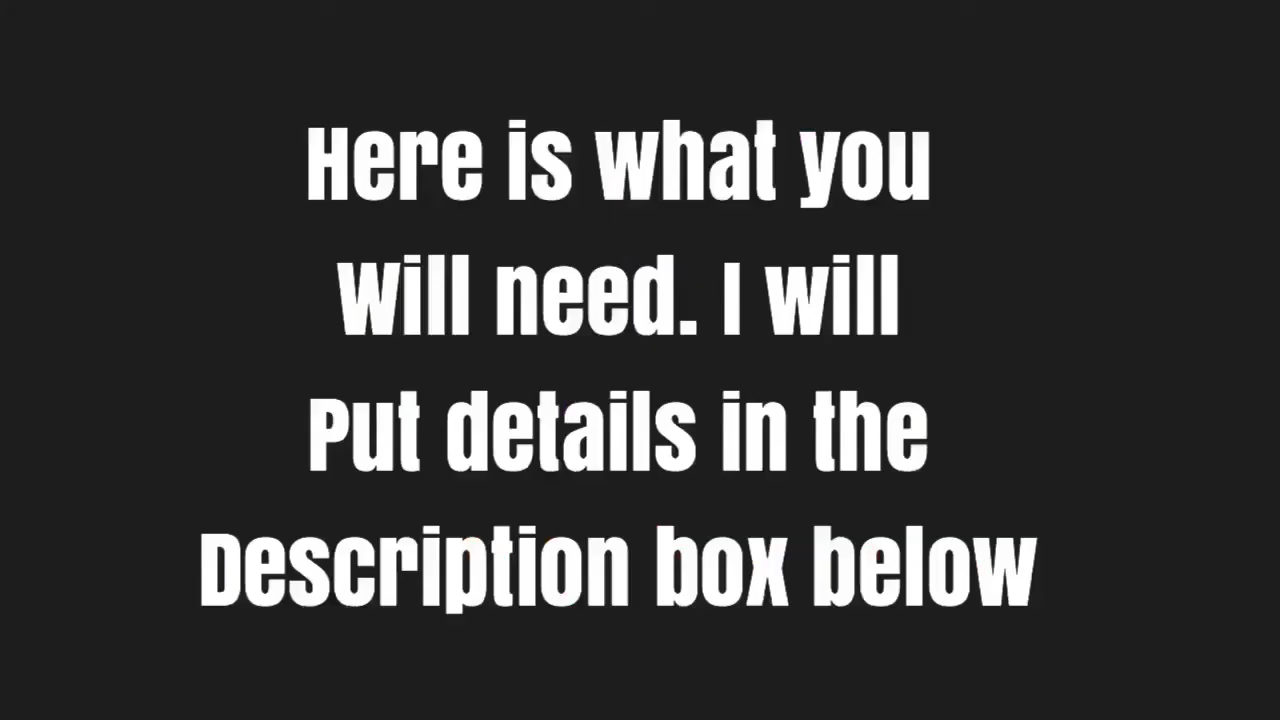 Here is what you
Will need. I will
Put details in the
Description box below